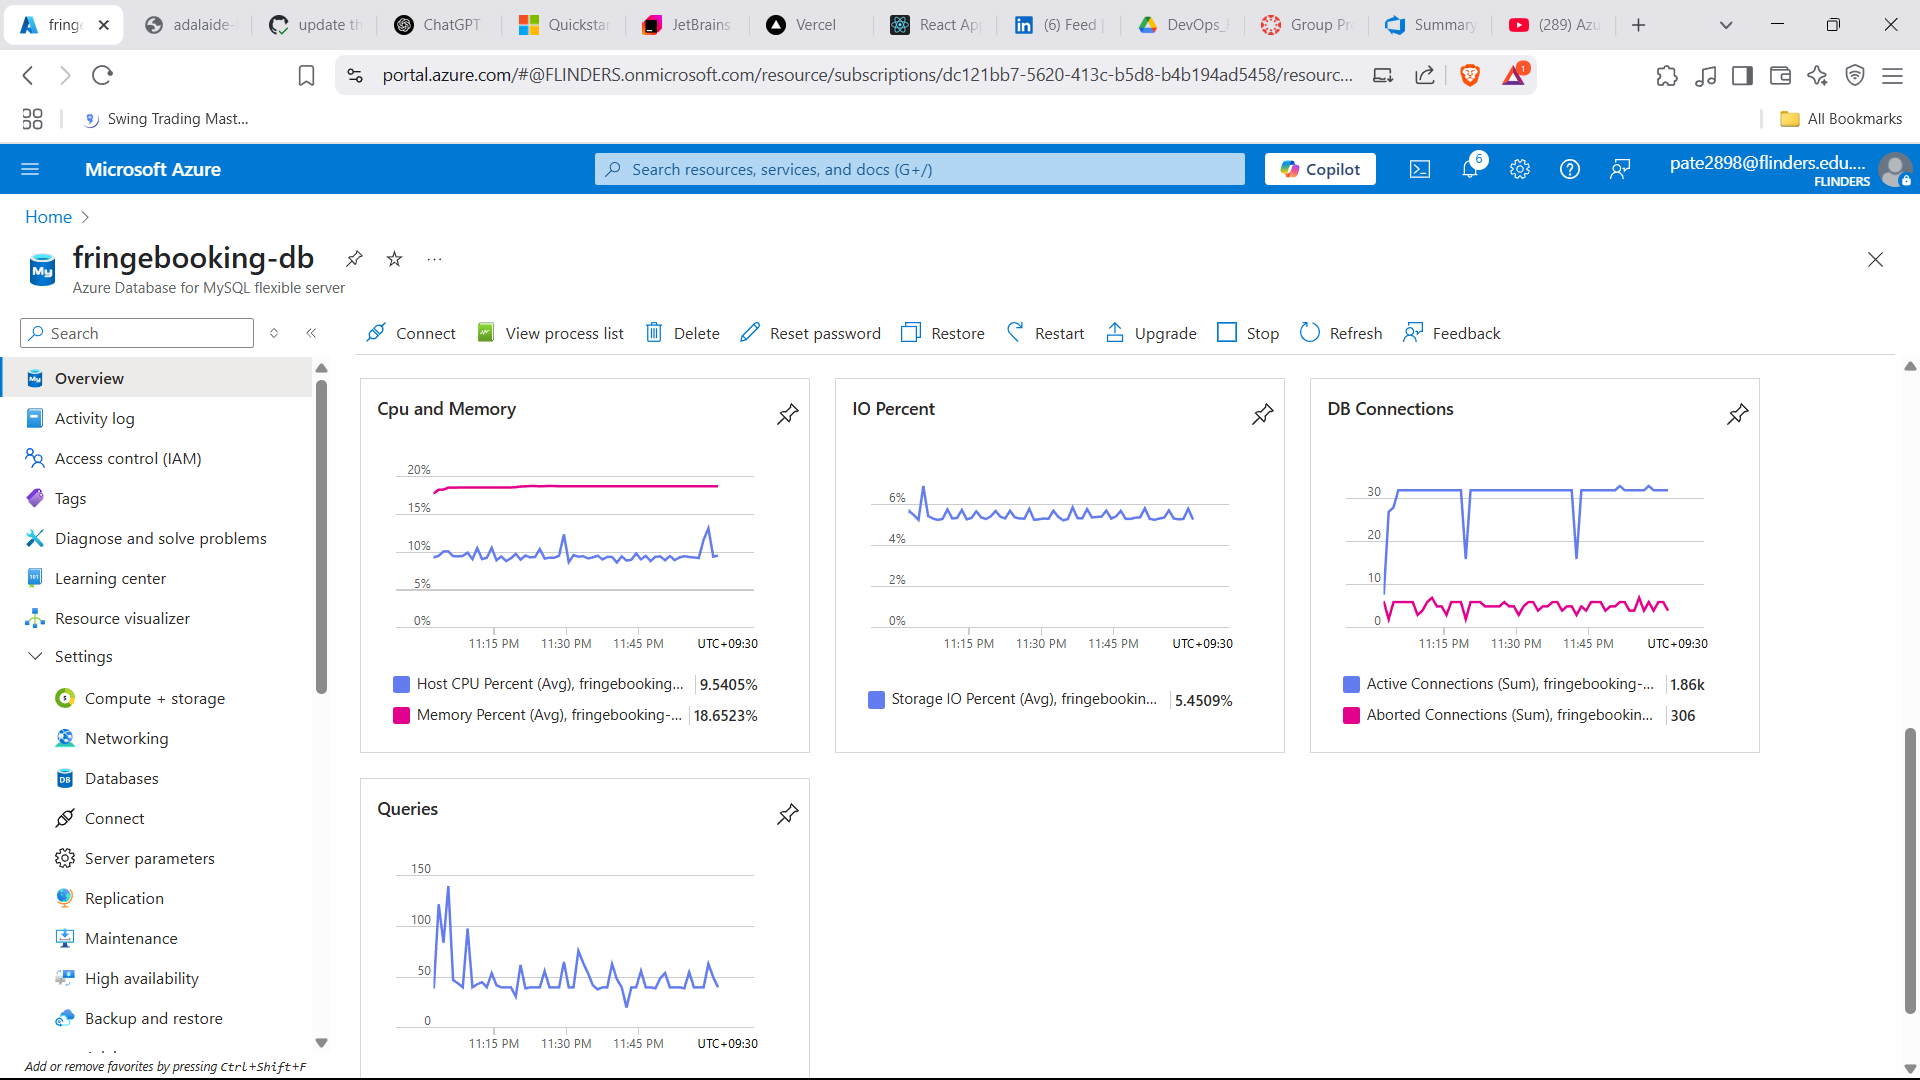 fringe
adalaide-
update th
ChatGPT
Quickstar
JetBrains
Vercel
React App
(6) Feed |
DevOps_
Group Pro
Summary
(289) Azu
portal.azure.com/#@FLINDERS.onmicrosoft.com/resource/subscriptions/dc121bb7-5620-413c-b5d8-b4b194ad5458/resourc...
1
Swing Trading Mast...
All Bookmarks
Microsoft Azure
Search resources, services, and docs (G+/)
Copilot
6
pate2898@flinders.edu....
FLINDERS
Home
My
fringebooking-db
...
Azure Database for MySQL flexible server
Search
Connect
View process list
Delete
Reset password
Restore
Restart
Upgrade
Stop
Refresh
Feedback
Overview
Activity log
Access control (IAM)
Tags
Diagnose and solve problems
Learning center
Resource visualizer
Settings
Compute + storage
Networking
Databases
Connect
Server parameters
Replication
Maintenance
High availability
Backup and restore
Add or remove favorites by pressing Ctrl+Shift+F
Cpu and Memory
20%
15%
10%
5%
0%
11:15 PM 11:30 PM 11:45 PM UTC+09:30
Host CPU Percent (Avg), fringebooking... 9.5405%
Memory Percent (Avg), fringebooking-... 18.6523%
IO Percent
6%
4%
2%
0%
11:15 PM 11:30 PM 11:45 PM UTC+09:30
Storage IO Percent (Avg), fringebookin... 5.4509%
DB Connections
30
20
10
0
11:15 PM 11:30 PM 11:45 PM UTC+09:30
Active Connections (Sum), fringebooking-... 1.86k
Aborted Connections (Sum), fringebookin... 306
Queries
150
100
50
0
11:15 PM 11:30 PM 11:45 PM UTC+09:30